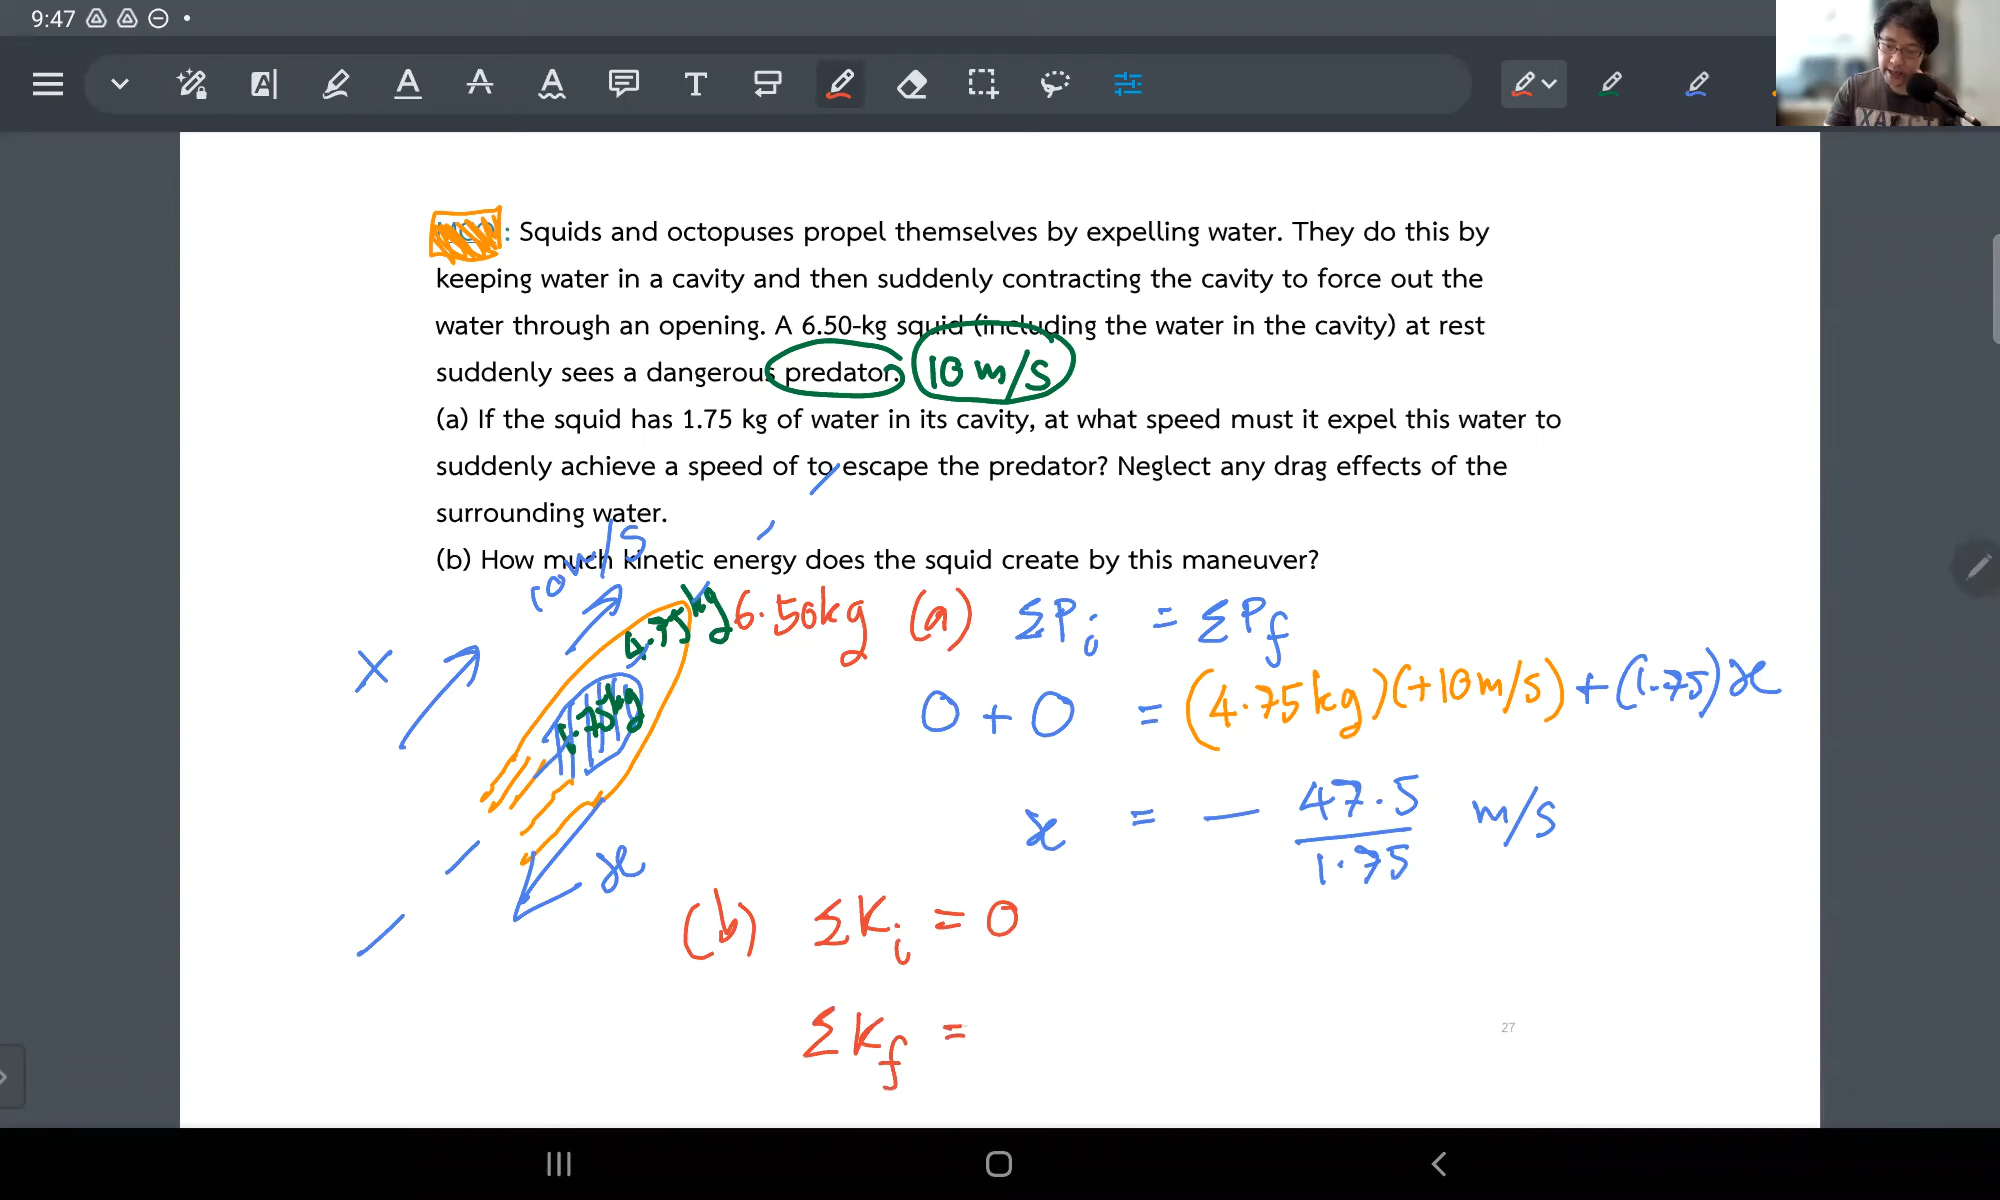 9:47
: Squids and octopuses propel themselves by expelling water. They do this by
keeping water in a cavity and then suddenly contracting the cavity to force out the
water through an opening. A 6.50-kg squid (including the water in the cavity) at rest
suddenly sees a dangerous predator. 10 m/s
(a) If the squid has 1.75 kg of water in its cavity, at what speed must it expel this water to
suddenly achieve a speed of to escape the predator? Neglect any drag effects of the
surrounding water.
(b) How much kinetic energy does the squid create by this maneuver?
10 m/s
4.75 kg
6.50kg (a) ΣPi = ΣPf
X
1.75kg
0 + 0 = (4.75kg)(+10m/s) + (1.75)x
x = - 47.5/1.75 m/s
x
(b) ΣKi = 0
ΣKf =
27